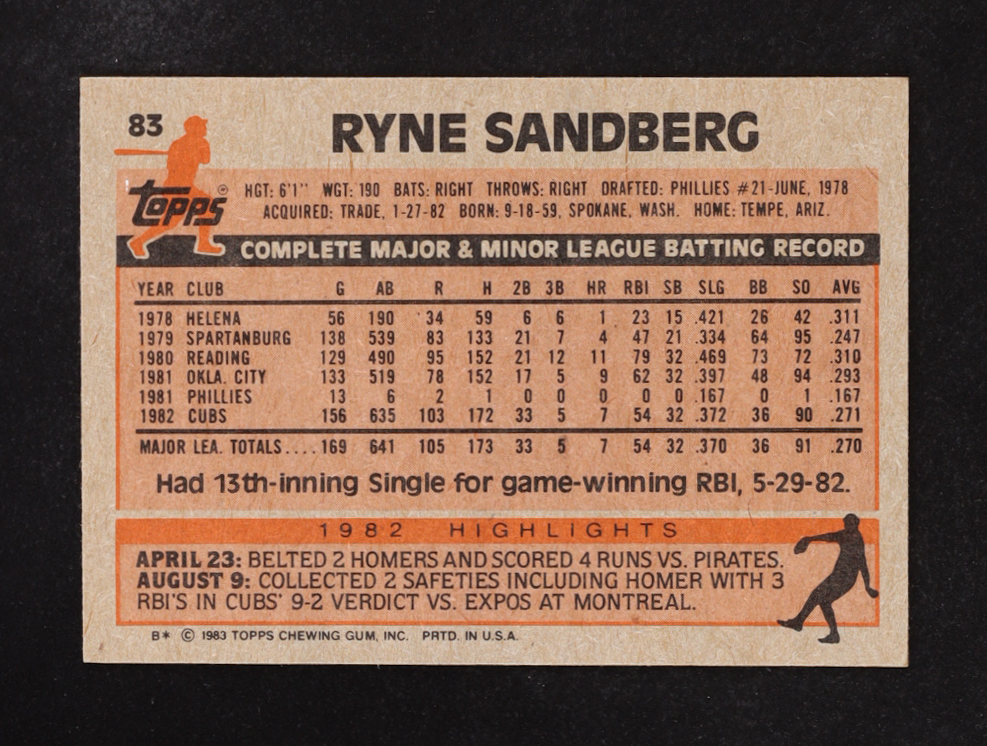 83
RYNE SANDBERG
Topps®
HGT: 6'1" WGT: 190 BATS: RIGHT THROWS: RIGHT DRAFTED: PHILLIES #21-JUNE, 1978
ACQUIRED: TRADE, 1-27-82 BORN: 9-18-59, SPOKANE, WASH. HOME: TEMPE, ARIZ.
COMPLETE MAJOR & MINOR LEAGUE BATTING RECORD
YEAR CLUB G AB R H 2B 3B HR RBI SB SLG BB SO AVG
1978 HELENA 56 190 34 59 6 6 1 23 15 .421 26 42 .311
1979 SPARTANBURG 138 539 83 133 21 7 4 47 21 .334 64 95 .247
1980 READING 129 490 95 152 21 12 11 79 32 .469 73 72 .310
1981 OKLA. CITY 133 519 78 152 17 5 9 62 32 .397 48 94 .293
1981 PHILLIES 13 6 2 1 0 0 0 0 0 .167 0 1 .167
1982 CUBS 156 635 103 172 33 5 7 54 32 .372 36 90 .271
MAJOR LEA. TOTALS.... 169 641 105 173 33 5 7 54 32 .370 36 91 .270
Had 13th-inning Single for game-winning RBI, 5-29-82.
1982 HIGHLIGHTS
APRIL 23: BELTED 2 HOMERS AND SCORED 4 RUNS VS. PIRATES.
AUGUST 9: COLLECTED 2 SAFETIES INCLUDING HOMER WITH 3
RBI'S IN CUBS' 9-2 VERDICT VS. EXPOS AT MONTREAL.
B* © 1983 TOPPS CHEWING GUM, INC. PRTD. IN U.S.A.